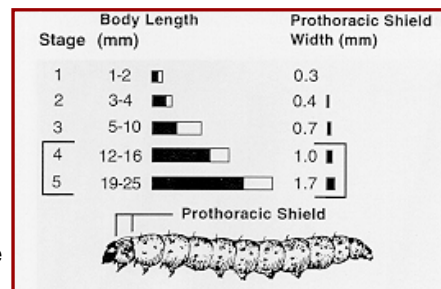 Body Length Prothoracic Shield
Stage (mm) Width (mm)
1 1-2 0.3
2 3-4 0.4
3 5-10 0.7
4 12-16 1.0
5 19-25 1.7
Prothoracic Shield
e